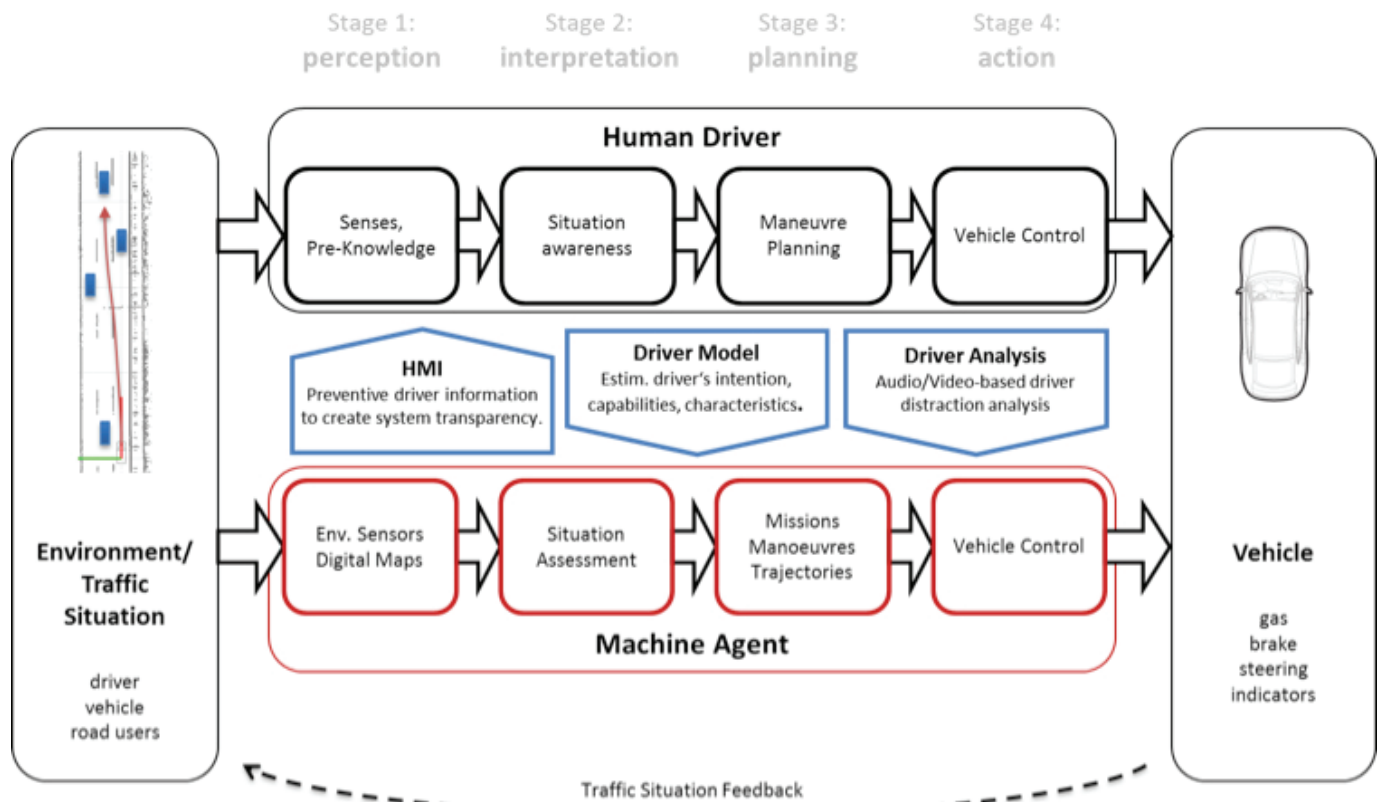 Stage 1:
perception
Stage 2:
interpretation
Stage 3:
planning
Stage 4:
action
Human Driver
Senses,
Pre-Knowledge
Situation
awareness
Maneuvre
Planning
Vehicle Control
HMI
Preventive driver information
to create system transparency.
Driver Model
Estim. driver's intention,
capabilities, characteristics.
Driver Analysis
Audio/Video-based driver
distraction analysis
Env. Sensors
Digital Maps
Situation
Assessment
Missions
Manoeuvres
Trajectories
Vehicle Control
Machine Agent
Environment/
Traffic
Situation
driver
vehicle
road users
Vehicle
gas
brake
steering
indicators
Traffic Situation Feedback